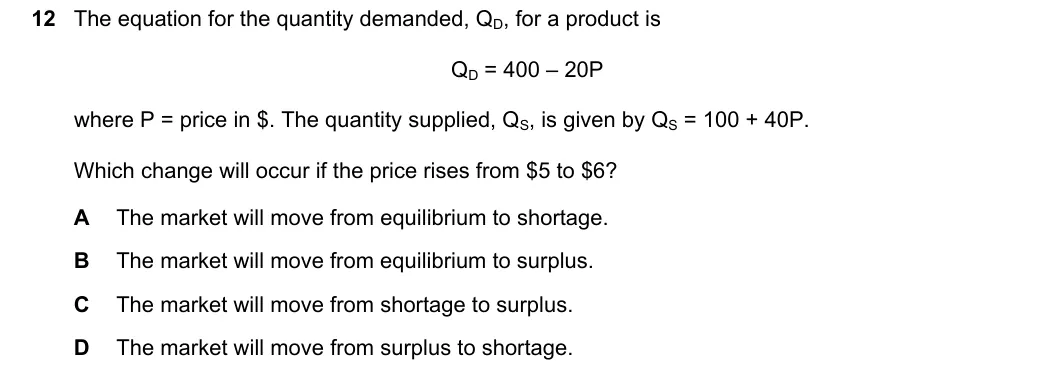 12 The equation for the quantity demanded, QD, for a product is
QD = 400 – 20P
where P = price in $. The quantity supplied, QS, is given by QS = 100 + 40P.
Which change will occur if the price rises from $5 to $6?
A The market will move from equilibrium to shortage.
B The market will move from equilibrium to surplus.
C The market will move from shortage to surplus.
D The market will move from surplus to shortage.